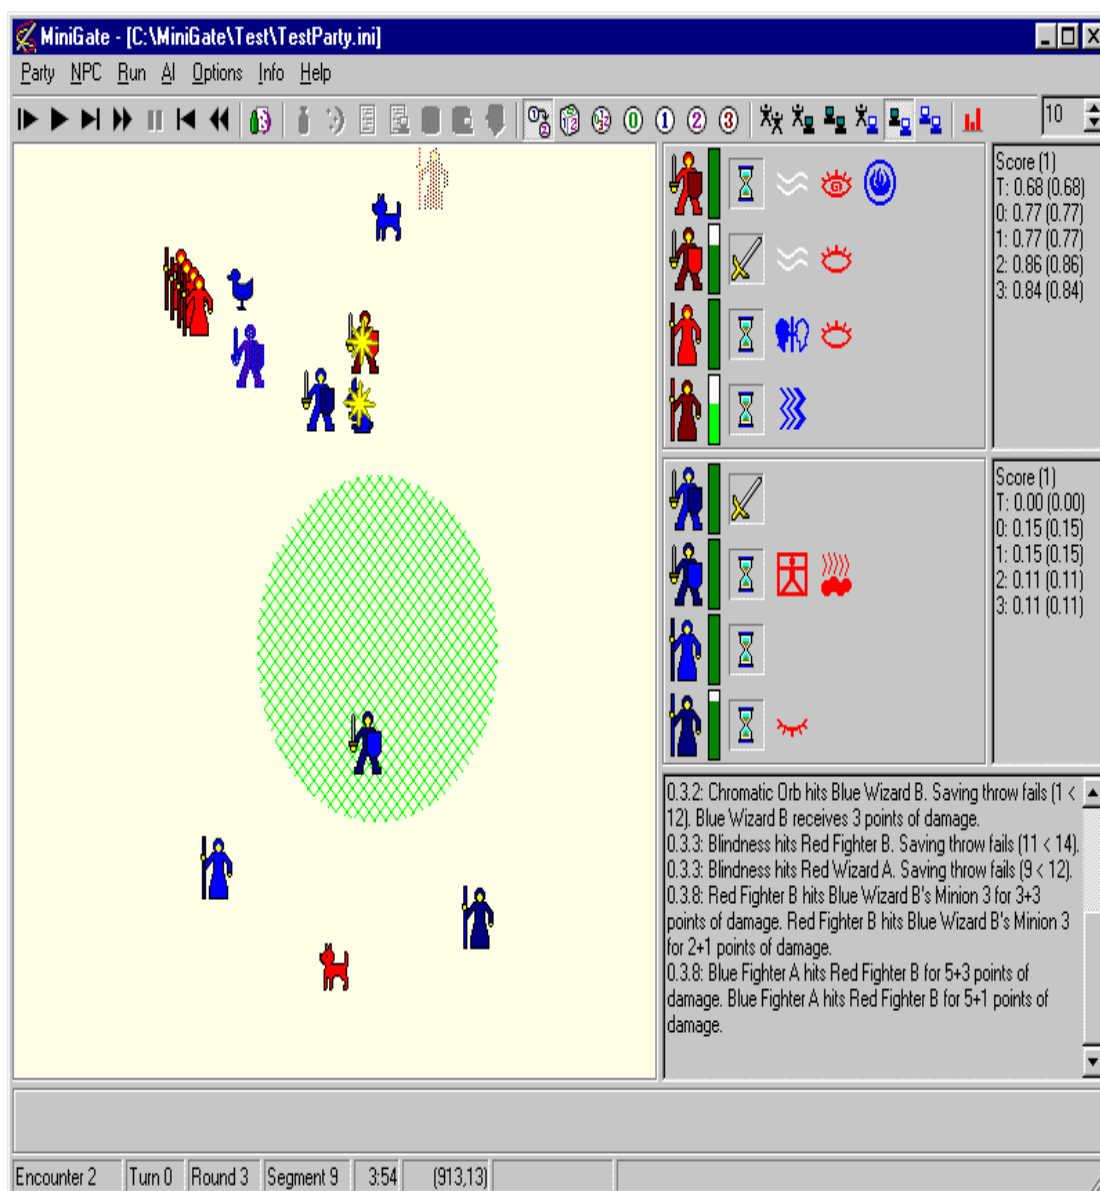 MiniGate - [C:\MiniGate\Test\TestParty.ini]
Party NPC Run AI Options Info Help
0 1 2 3 10
Score (1)
T: 0.68 (0.68)
0: 0.77 (0.77)
1: 0.77 (0.77)
2: 0.86 (0.86)
3: 0.84 (0.84)
Score (1)
T: 0.00 (0.00)
0: 0.15 (0.15)
1: 0.15 (0.15)
2: 0.11 (0.11)
3: 0.11 (0.11)
0.3.2: Chromatic Orb hits Blue Wizard B. Saving throw fails (1 <
12). Blue Wizard B receives 3 points of damage.
0.3.3: Blindness hits Red Fighter B. Saving throw fails (11 < 14).
0.3.3: Blindness hits Red Wizard A. Saving throw fails (9 < 12).
0.3.8: Red Fighter B hits Blue Wizard B's Minion 3 for 3+3
points of damage. Red Fighter B hits Blue Wizard B's Minion 3
for 2+1 points of damage.
0.3.8: Blue Fighter A hits Red Fighter B for 5+3 points of
damage. Blue Fighter A hits Red Fighter B for 5+1 points of
damage.
Encounter 2 Turn 0 Round 3 Segment 9 3:54 (913,13)